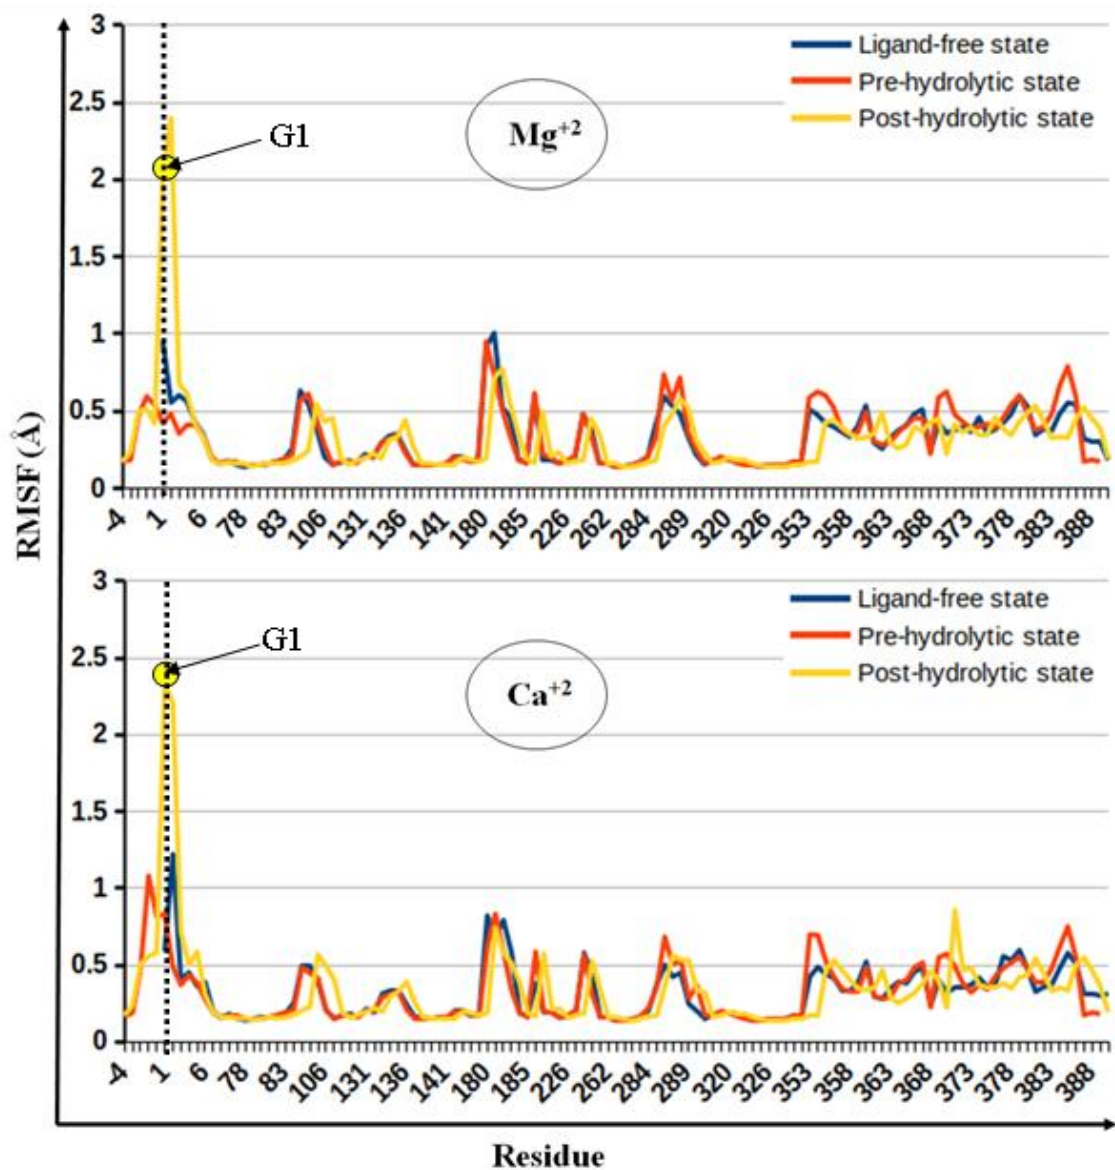 RMSF (Å)
3
2.5
2
1.5
1
0.5
0
Ligand-free state
Pre-hydrolytic state
Post-hydrolytic state
G1
Mg+2
-4 1 6 78 83 106 131 136 141 180 185 226 262 284 289 320 326 353 358 363 368 373 378 383 388
3
2.5
2
1.5
1
0.5
0
Ligand-free state
Pre-hydrolytic state
Post-hydrolytic state
G1
Ca+2
-4 1 6 78 83 106 131 136 141 180 185 226 262 284 289 320 326 353 358 363 368 373 378 383 388
Residue